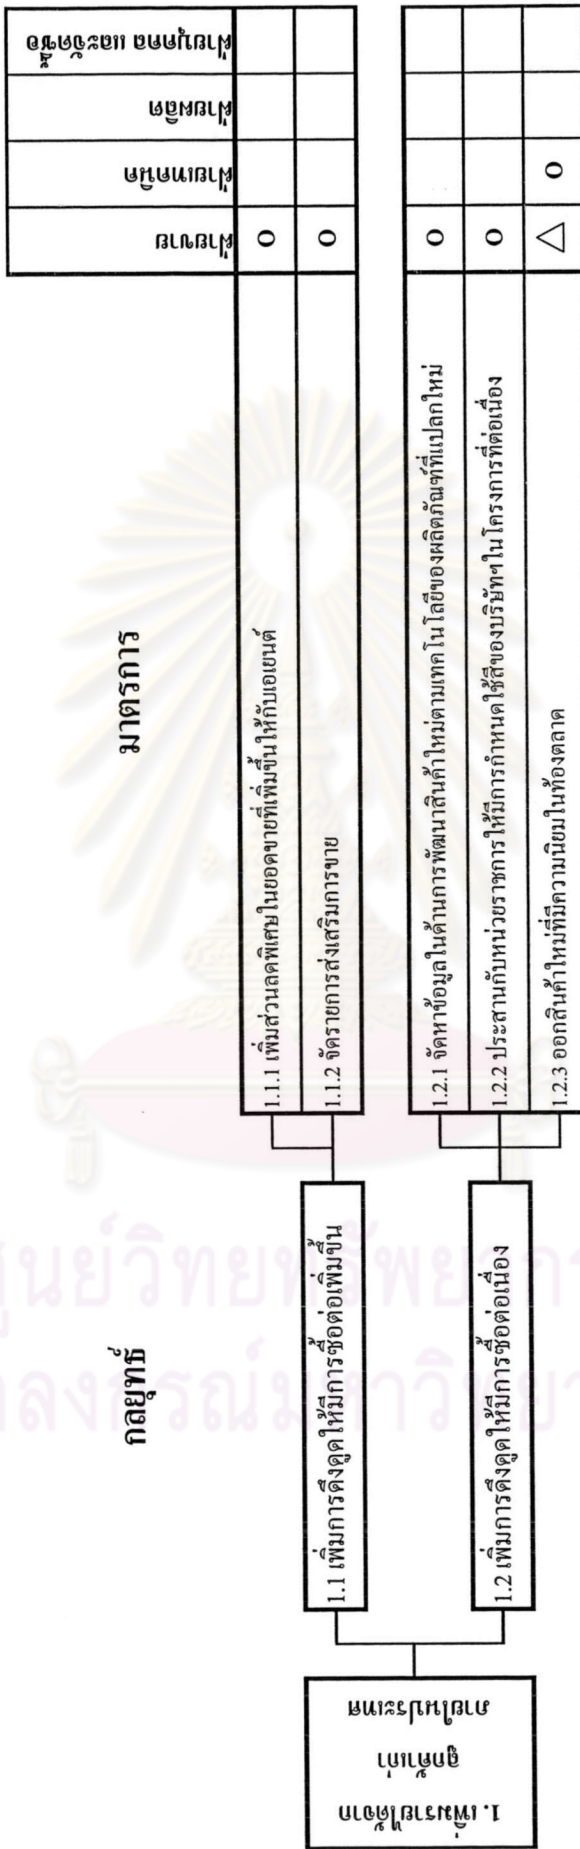 กลยุทธ์
มาตรการ
ฝ่ายขาย
ฝ่ายเทคนิค
ฝ่ายผลิต
ฝ่ายบุคคล และจัดซื้อ
1. เพิ่มรายได้จาก
ลูกค้าเก่า
ภายในประเทศ
1.1 เพิ่มการดึงดูดให้มีการซื้อต่อเพิ่มขึ้น
1.1.1 เพิ่มส่วนลดพิเศษในยอดขายที่เพิ่มขึ้นให้กับเอเยนต์
O
1.1.2 จัดรายการส่งเสริมการขาย
O
1.2 เพิ่มการดึงดูดให้มีการซื้อต่อเนื่อง
1.2.1 จัดหาข้อมูลในด้านการพัฒนาสินค้าใหม่ตามเทคโนโลยีของผลิตภัณฑ์ที่แปลกใหม่
O
1.2.2 ประสานกับหน่วยราชการให้มีการกำหนดใช้สีของบริษัทฯในโครงการที่ต่อเนื่อง
O
1.2.3 ออกสินค้าใหม่ที่มีความนิยมในท้องตลาด
△ O